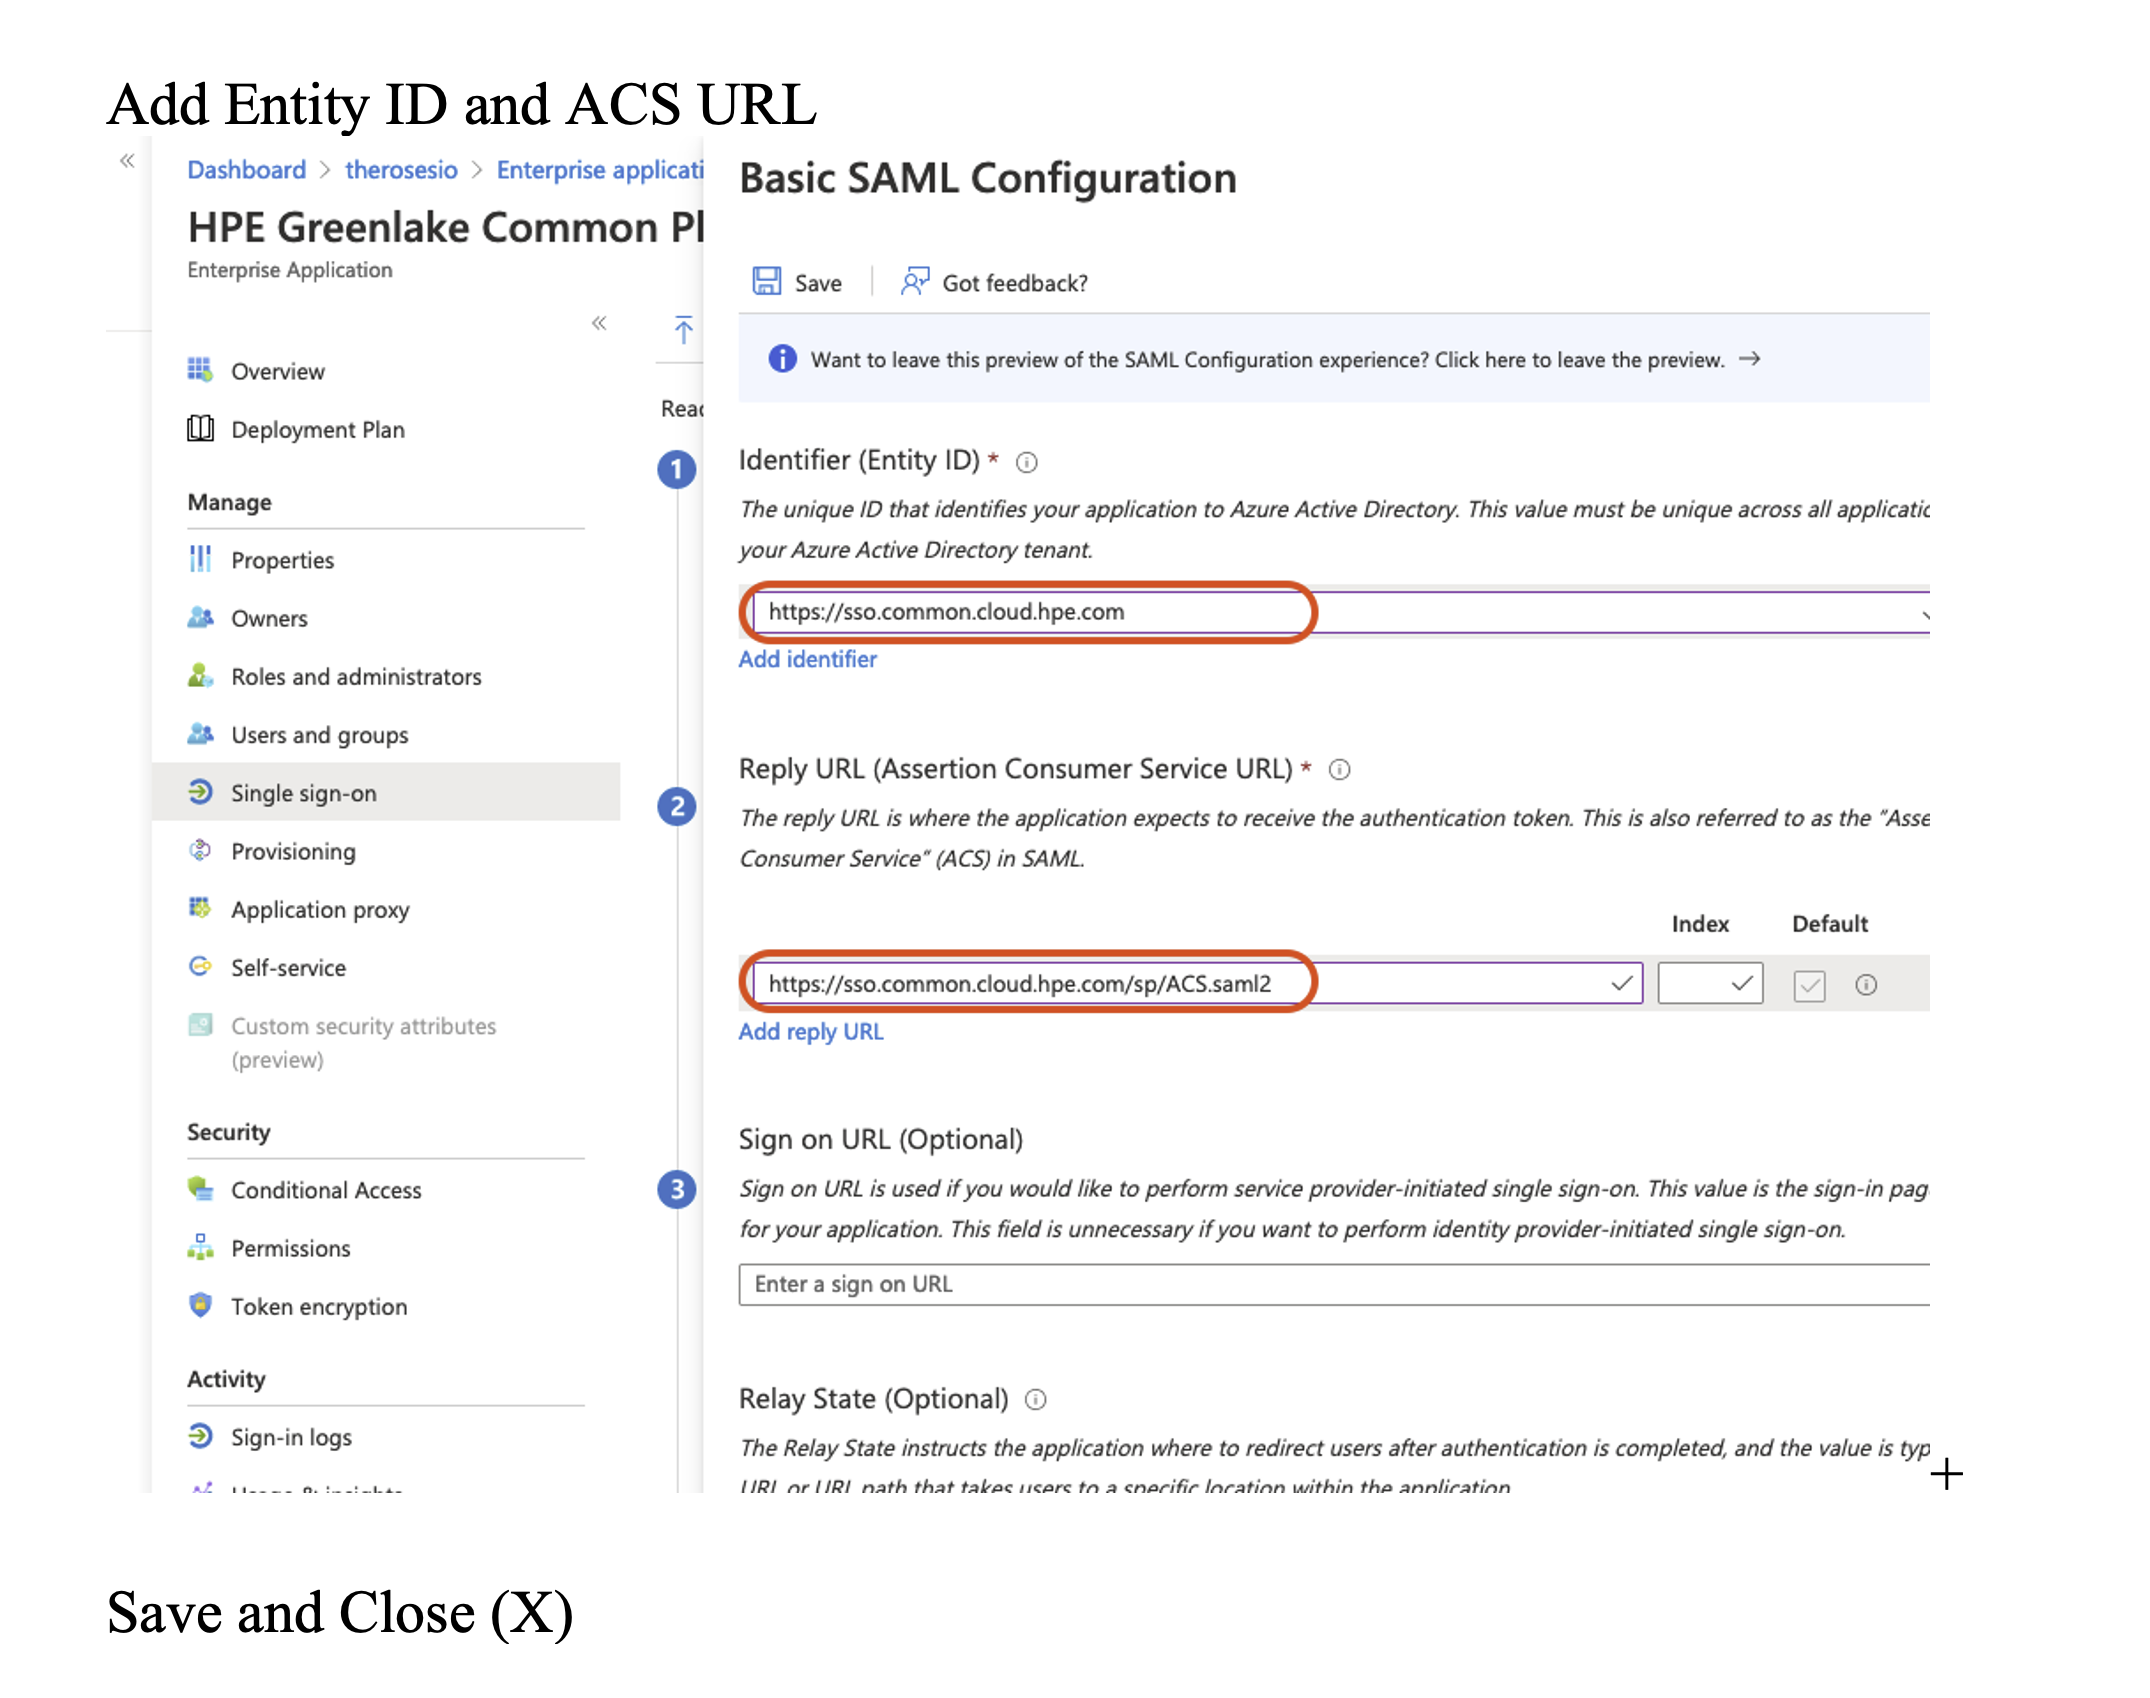 Add Entity ID and ACS URL
Dashboard > therosesio > Enterprise applicati
HPE Greenlake Common Pl
Enterprise Application
Overview
Deployment Plan
Manage
Properties
Owners
Roles and administrators
Users and groups
Single sign-on
Provisioning
Application proxy
Self-service
Custom security attributes
(preview)
Security
Conditional Access
Permissions
Token encryption
Activity
Sign-in logs
Usage & insights
Read
1
2
3
Basic SAML Configuration
Save
Got feedback?
Want to leave this preview of the SAML Configuration experience? Click here to leave the preview. →
Identifier (Entity ID) *
The unique ID that identifies your application to Azure Active Directory. This value must be unique across all applicatio
your Azure Active Directory tenant.
https://sso.common.cloud.hpe.com
Add identifier
Reply URL (Assertion Consumer Service URL) *
The reply URL is where the application expects to receive the authentication token. This is also referred to as the “Asse
Consumer Service” (ACS) in SAML.
Index Default
https://sso.common.cloud.hpe.com/sp/ACS.saml2
Add reply URL
Sign on URL (Optional)
Sign on URL is used if you would like to perform service provider-initiated single sign-on. This value is the sign-in pag
for your application. This field is unnecessary if you want to perform identity provider-initiated single sign-on.
Enter a sign on URL
Relay State (Optional)
The Relay State instructs the application where to redirect users after authentication is completed, and the value is typ
URL or URL path that takes users to a specific location within the application.
Save and Close (X)